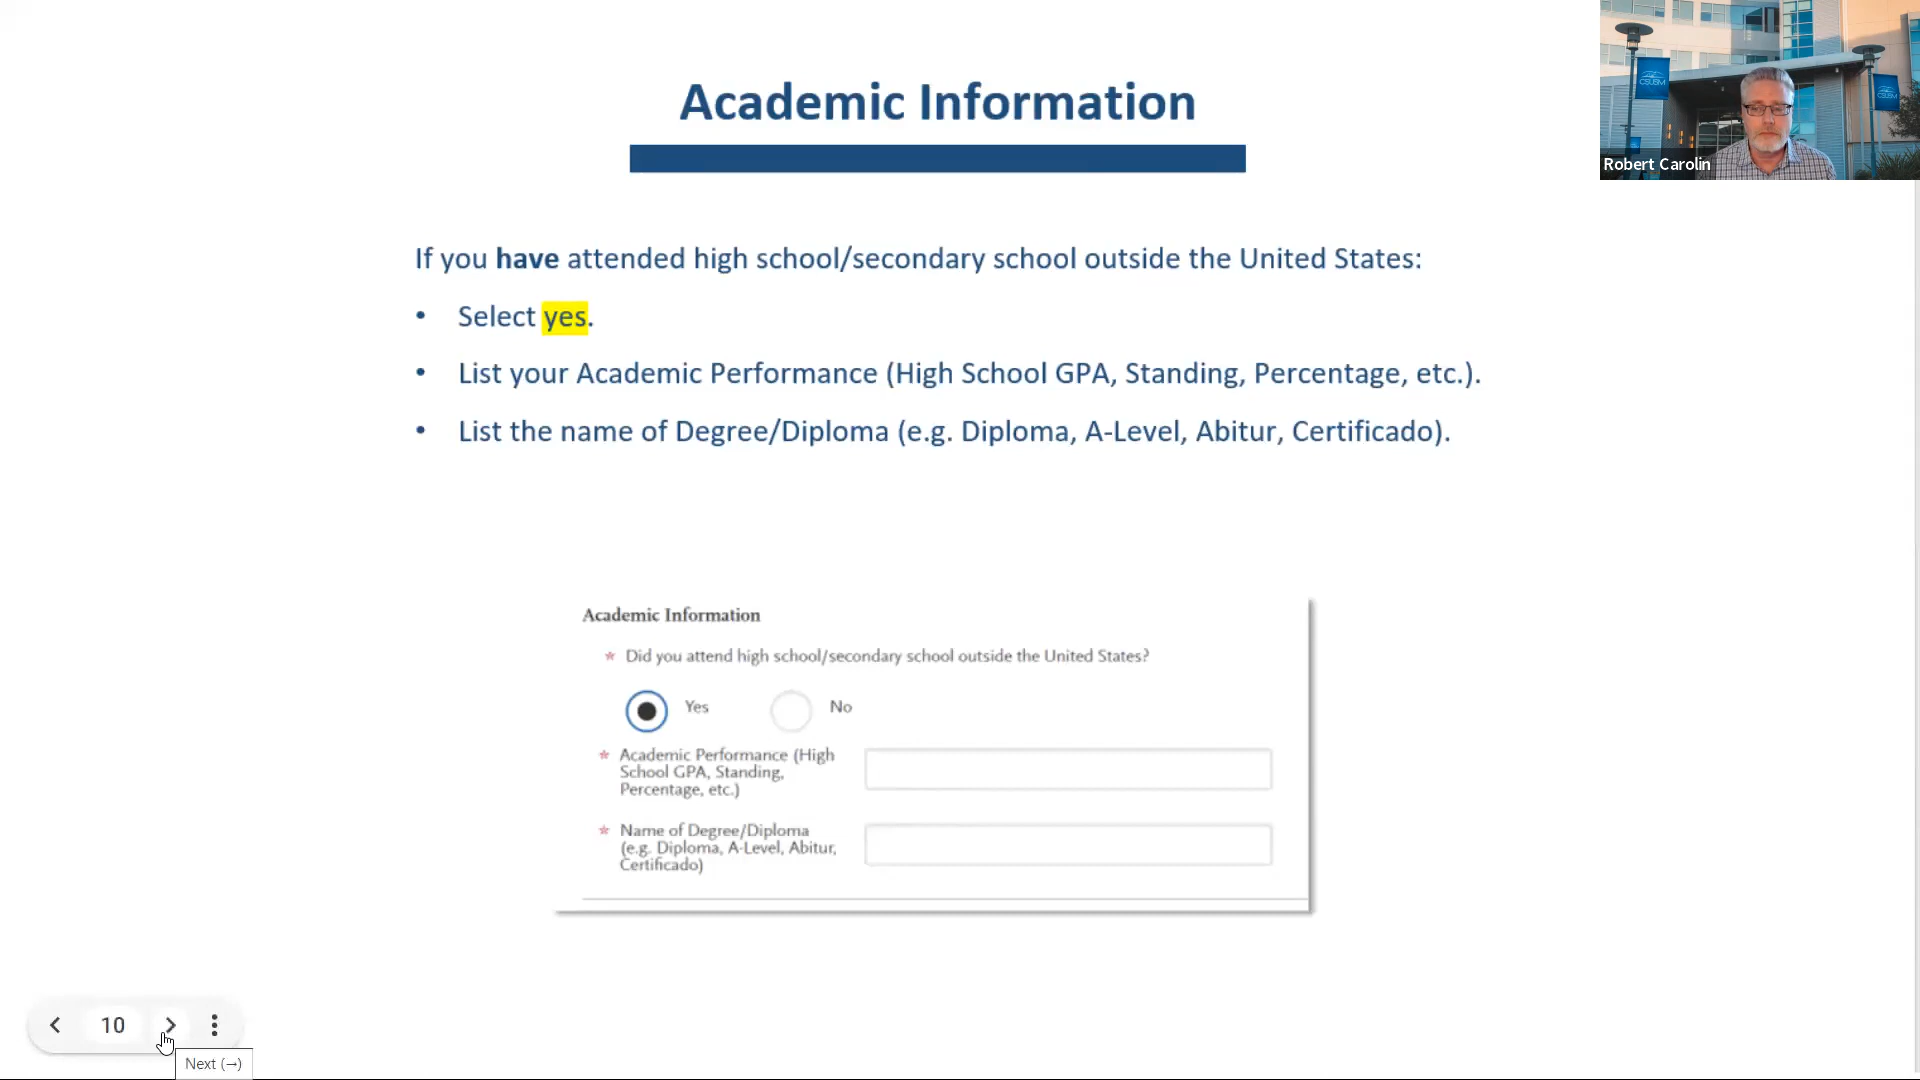 Academic Information
CSUSM
CSUSM
Robert Carolin
If you have attended high school/secondary school outside the United States:
• Select yes.
• List your Academic Performance (High School GPA, Standing, Percentage, etc.).
• List the name of Degree/Diploma (e.g. Diploma, A-Level, Abitur, Certificado).
Academic Information
* Did you attend high school/secondary school outside the United States?
Yes No
* Academic Performance (High
School GPA, Standing,
Percentage, etc.)
* Name of Degree/Diploma
(e.g. Diploma, A-Level, Abitur,
Certificado)
10
Next (→)